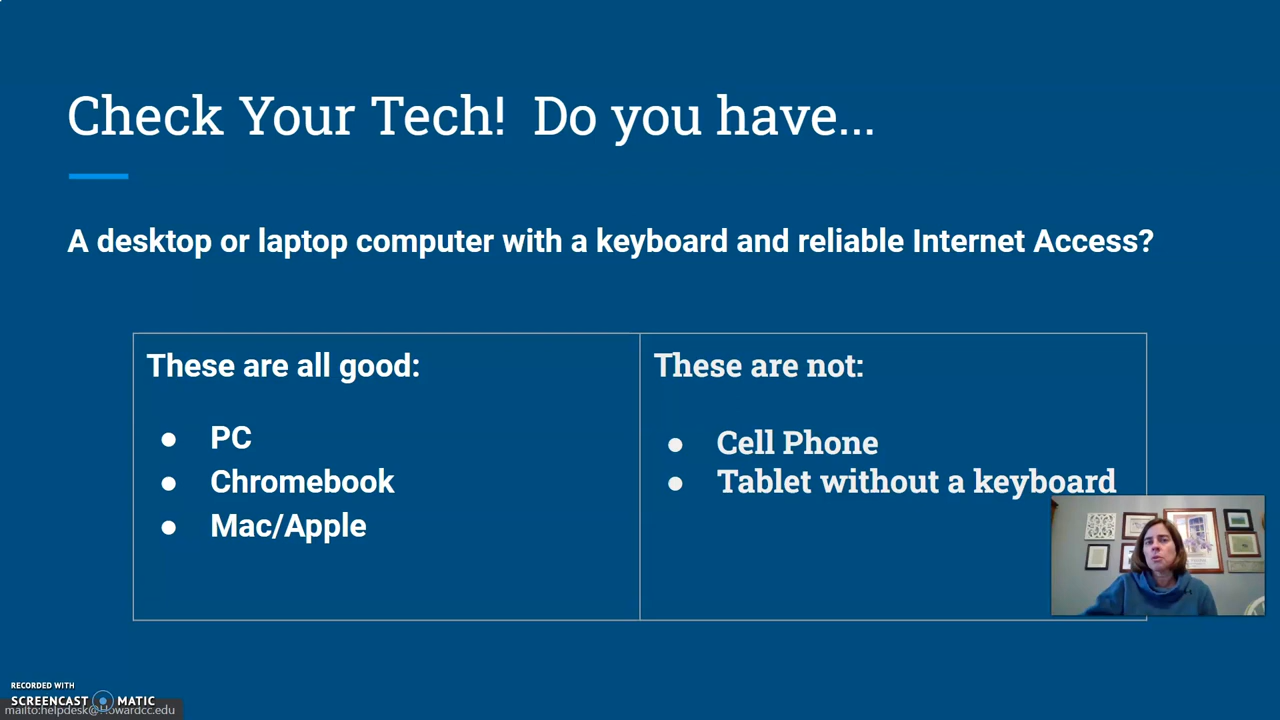 Check Your Tech! Do you have...
A desktop or laptop computer with a keyboard and reliable Internet Access?
These are all good:
● PC
● Chromebook
● Mac/Apple
These are not:
● Cell Phone
● Tablet without a keyboard
RECORDED WITH
SCREENCAST MATIC
mailto:helpdesk@howardcc.edu